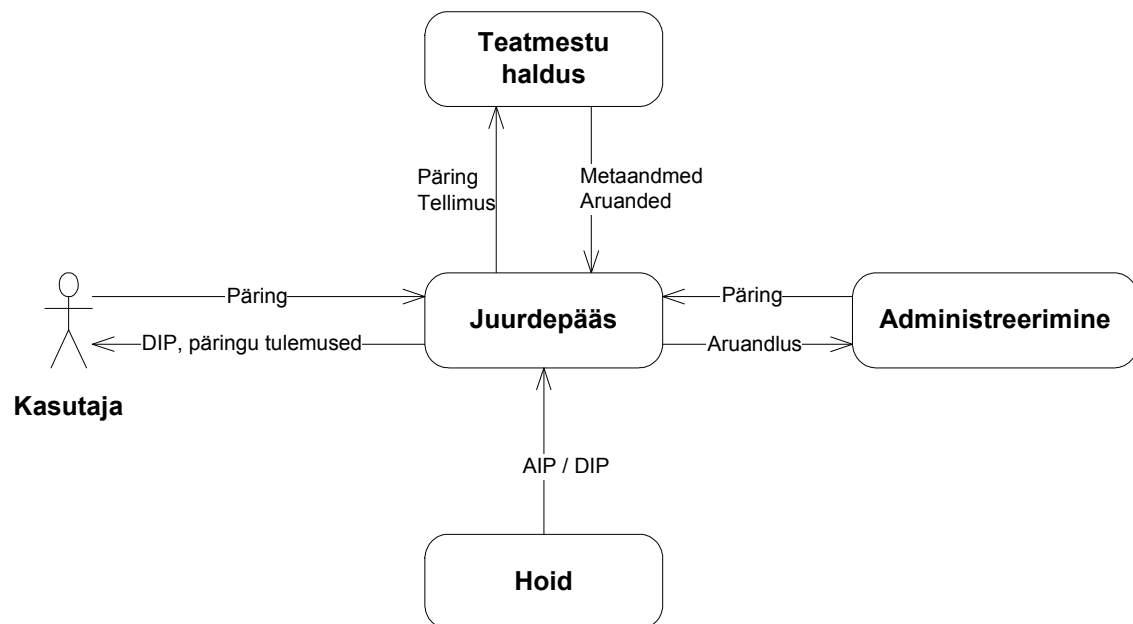 Teatmestu
haldus
Päring
Tellimus
Metaandmed
Aruanded
Päring
DIP, päringu tulemused
Kasutaja
Juurdepääs
Päring
Aruandlus
Administreerimine
AIP / DIP
Hoid